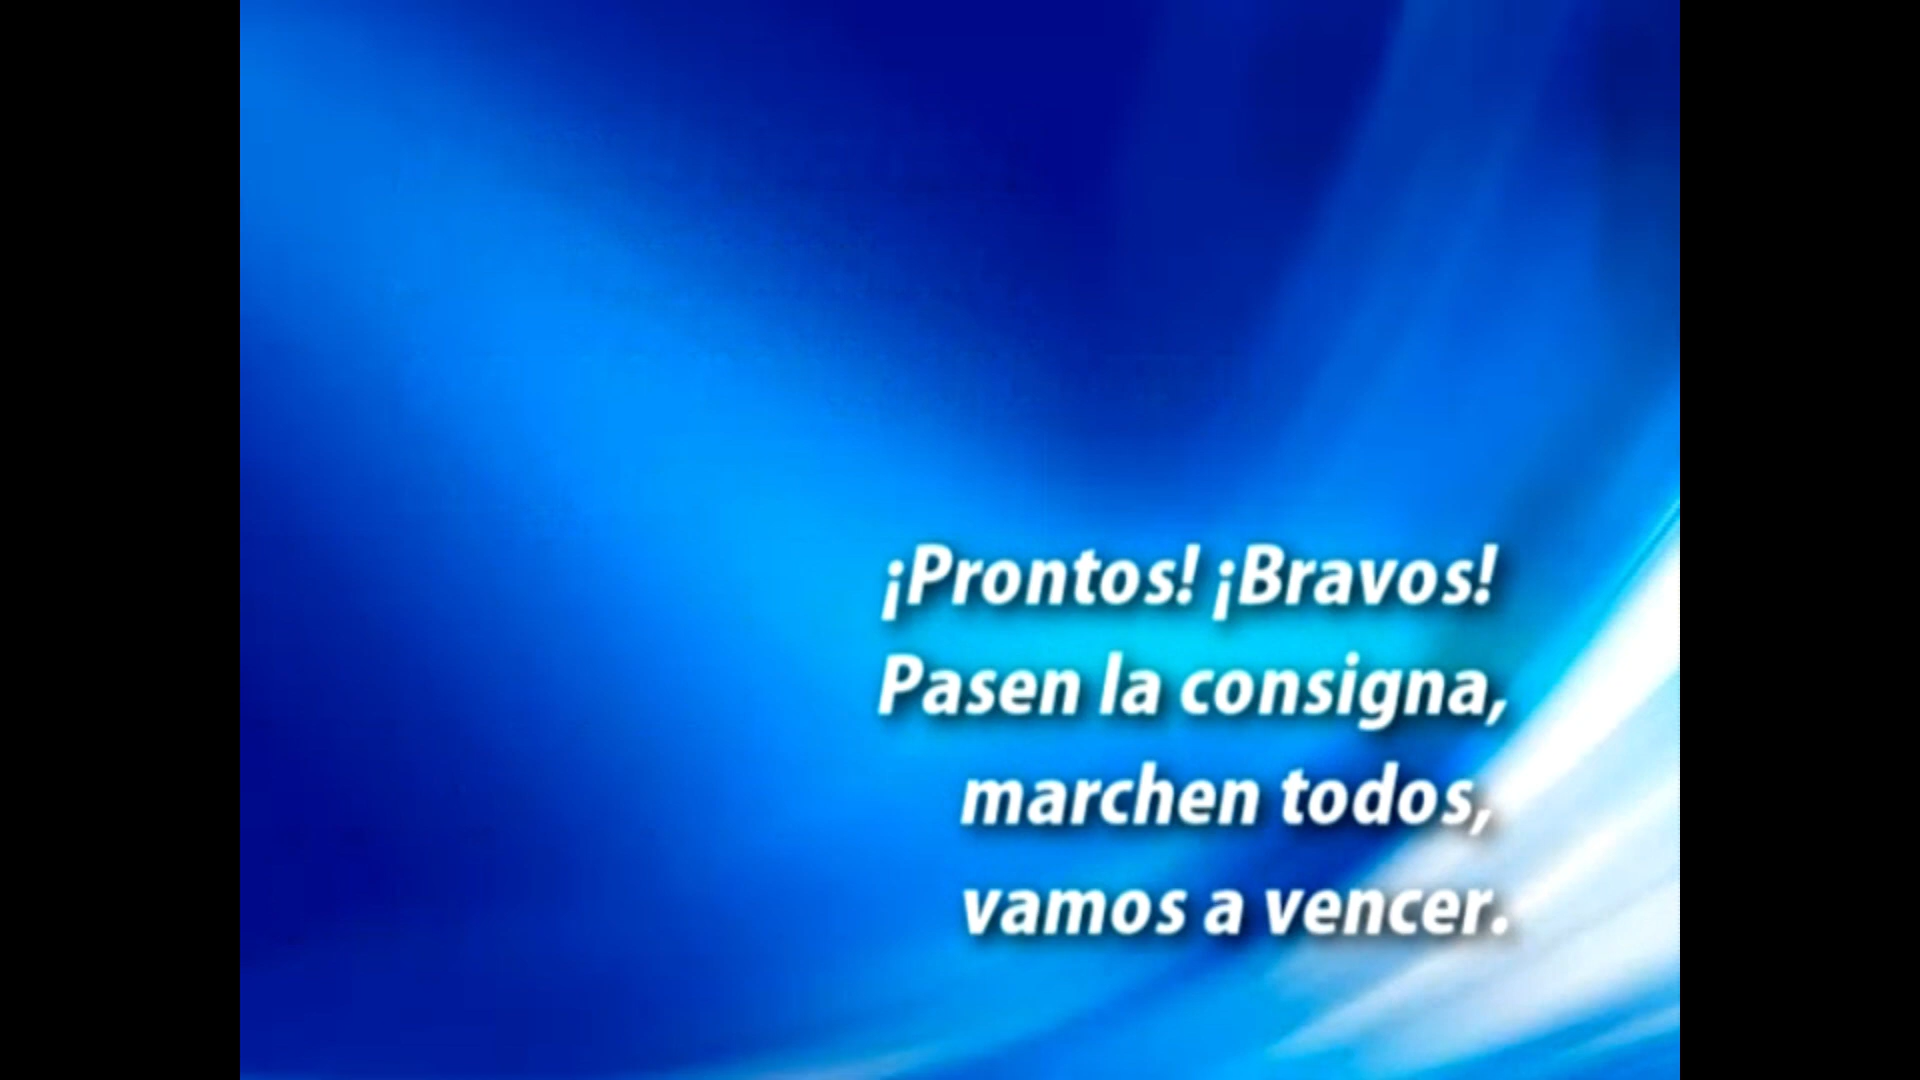 ¡Prontos! ¡Bravos!
Pasen la consigna,
marchen todos,
vamos a vencer.